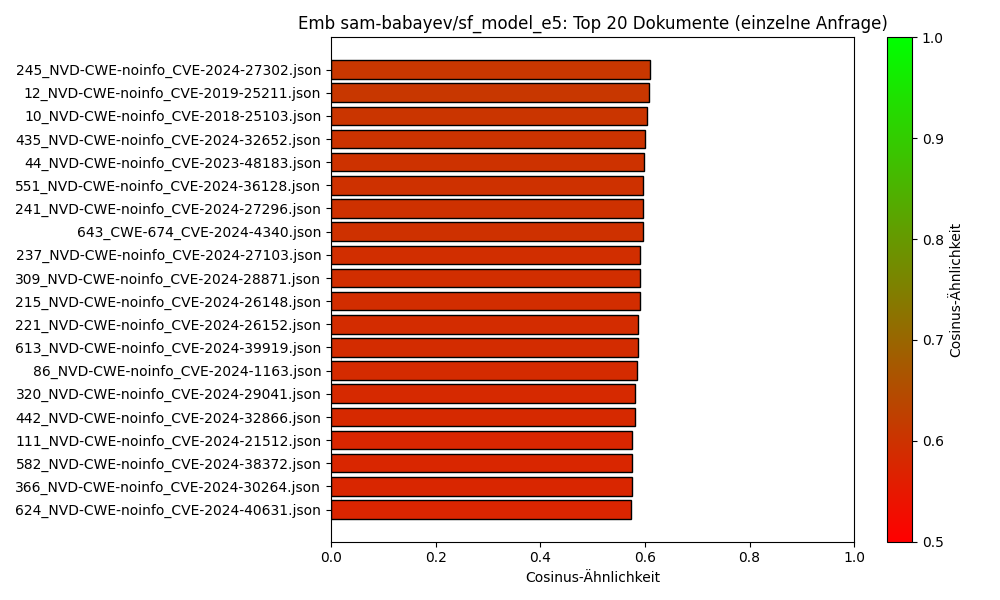 Emb sam-babayev/sf_model_e5: Top 20 Dokumente (einzelne Anfrage)
245_NVD-CWE-noinfo_CVE-2024-27302.json
12_NVD-CWE-noinfo_CVE-2019-25211.json
10_NVD-CWE-noinfo_CVE-2018-25103.json
435_NVD-CWE-noinfo_CVE-2024-32652.json
44_NVD-CWE-noinfo_CVE-2023-48183.json
551_NVD-CWE-noinfo_CVE-2024-36128.json
241_NVD-CWE-noinfo_CVE-2024-27296.json
643_CWE-674_CVE-2024-4340.json
237_NVD-CWE-noinfo_CVE-2024-27103.json
309_NVD-CWE-noinfo_CVE-2024-28871.json
215_NVD-CWE-noinfo_CVE-2024-26148.json
221_NVD-CWE-noinfo_CVE-2024-26152.json
613_NVD-CWE-noinfo_CVE-2024-39919.json
86_NVD-CWE-noinfo_CVE-2024-1163.json
320_NVD-CWE-noinfo_CVE-2024-29041.json
442_NVD-CWE-noinfo_CVE-2024-32866.json
111_NVD-CWE-noinfo_CVE-2024-21512.json
582_NVD-CWE-noinfo_CVE-2024-38372.json
366_NVD-CWE-noinfo_CVE-2024-30264.json
624_NVD-CWE-noinfo_CVE-2024-40631.json
0.0 0.2 0.4 0.6 0.8 1.0
Cosinus-Ähnlichkeit
1.0
0.9
0.8
0.7
0.6
0.5
Cosinus-Ähnlichkeit